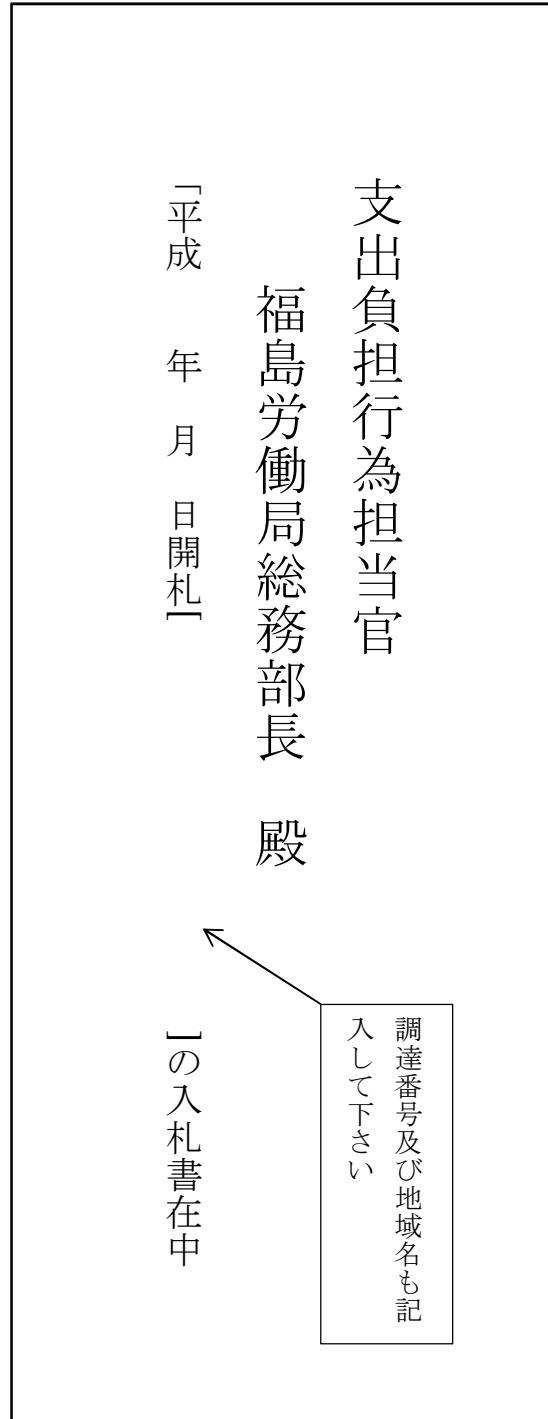 支出負担行為担当官
福島労働局総務部長　殿
「平成　　年　月　日開札[　　　　　　　　]の入札書在中
調達番号及び地域名も記
入して下さい